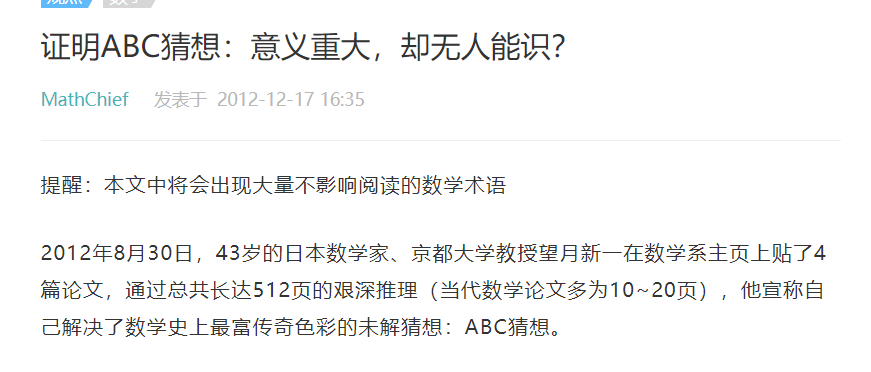 观点 数学
证明ABC猜想：意义重大，却无人能识？
MathChief 发表于 2012-12-17 16:35
提醒：本文中将会出现大量不影响阅读的数学术语
2012年8月30日，43岁的日本数学家、京都大学教授望月新一在数学系主页上贴了4
篇论文，通过总共长达512页的艰深推理（当代数学论文多为10~20页），他宣称自
己解决了数学史上最富传奇色彩的未解猜想：ABC猜想。